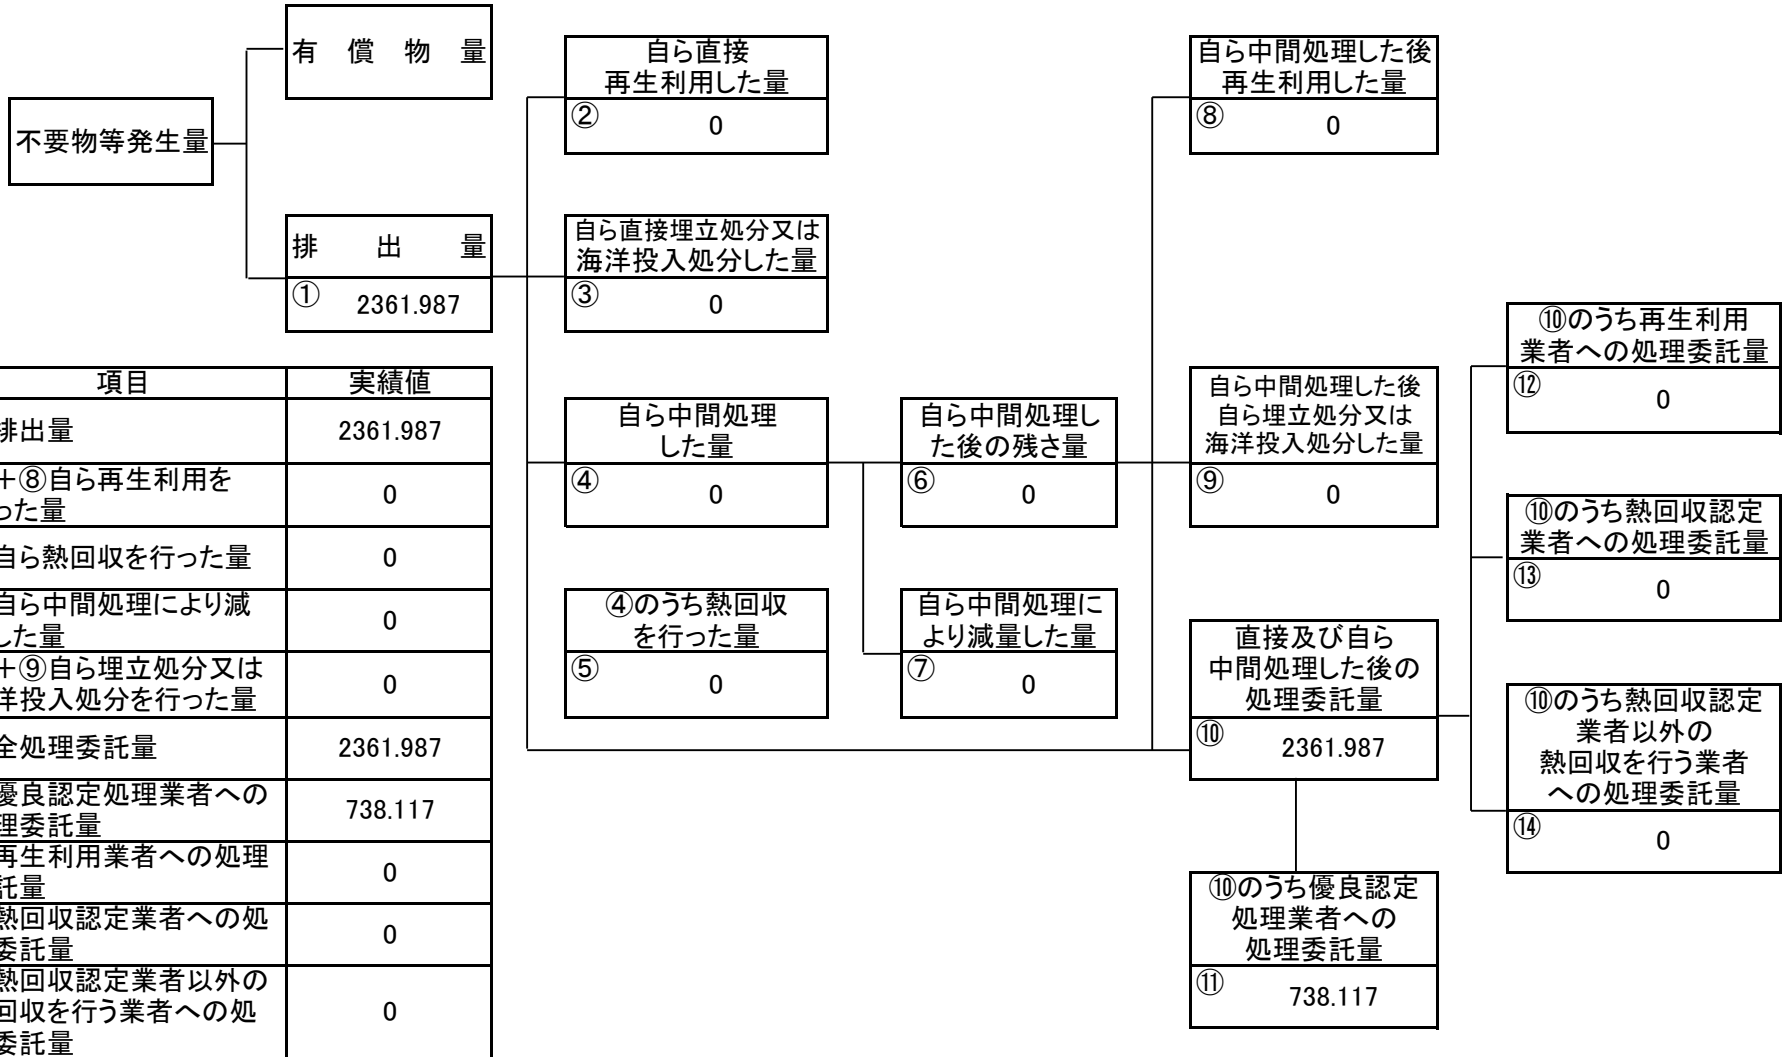 有償物量
不要物等発生量
排出量
① 2361.987
自ら直接
再生利用した量
②
0
自ら直接埋立処分又は
海洋投入処分した量
③
0
自ら中間処理
した量
④
0
④のうち熱回収
を行った量
⑤
0
自ら中間処理し
た後の残さ量
⑥
0
自ら中間処理に
より減量した量
⑦
0
自ら中間処理した後
再生利用した量
⑧
0
自ら中間処理した後
自ら埋立処分又は
海洋投入処分した量
⑨
0
直接及び自ら
中間処理した後の
処理委託量
⑩
2361.987
⑩のうち優良認定
処理業者への
処理委託量
⑪
738.117
⑩のうち再生利用
業者への処理委託量
⑫
0
⑩のうち熱回収認定
業者への処理委託量
⑬
0
⑩のうち熱回収認定
業者以外の
熱回収を行う業者
への処理委託量
⑭
0
項目 実績値
排出量 2361.987
+⑧自ら再生利用を
った量
0
自ら熱回収を行った量 0
自ら中間処理により減
した量
0
+⑨自ら埋立処分又は
洋投入処分を行った量
0
全処理委託量 2361.987
優良認定処理業者への
理委託量
738.117
再生利用業者への処理
託量
0
熱回収認定業者への処
委託量
0
熱回収認定業者以外の
回収を行う業者への処
委託量
0